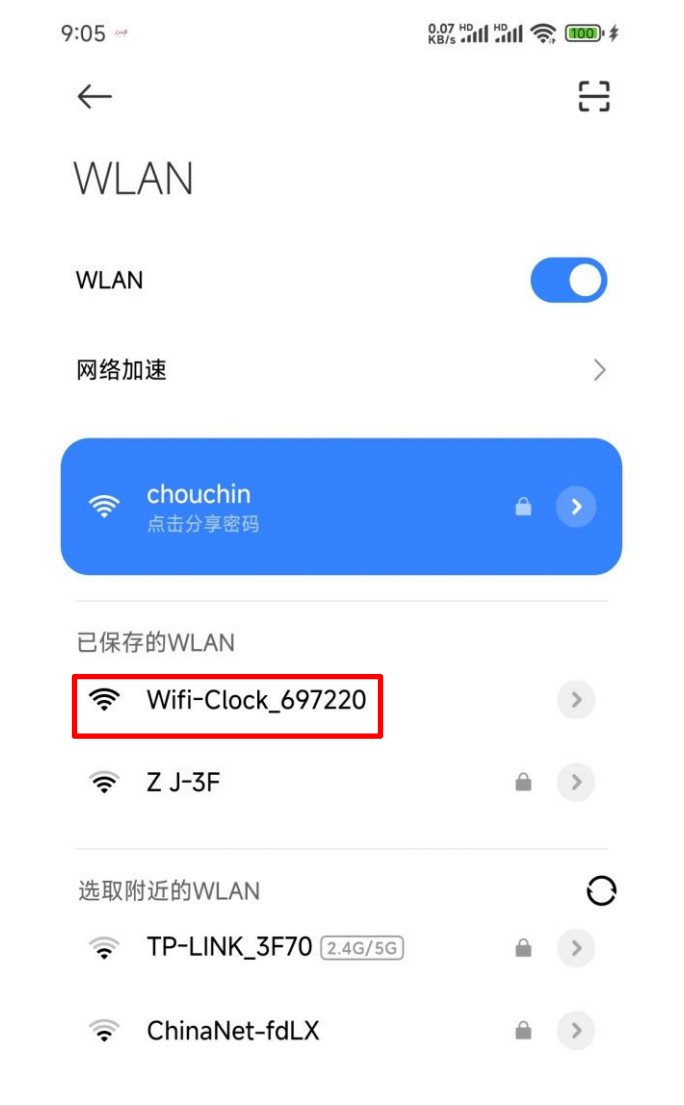 9:05
0.07 KB/s HD HD 100
WLAN
WLAN
网络加速
chouchin
点击分享密码
已保存的WLAN
Wifi-Clock_697220
Z J-3F
选取附近的WLAN
TP-LINK_3F70 2.4G/5G
ChinaNet-fdLX